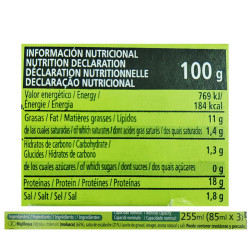 INFORMACIÓN NUTRICIONAL
NUTRITION DECLARATION
DÉCLARATION NUTRITIONNELLE
DECLARAÇÃO NUTRICIONAL
100 g
Valor energético / Energy /
Énergie / Energia
769 kJ/
184 kcal
Grasas / Fat / Matières grasses / Lípidos
11 g
de las cuales saturadas / of which saturates / dont acides gras saturés / dos quais saturados
1,4 g
Hidratos de carbono / Carbohydrate /
Glucides / Hidratos de carbono
1,3 g
de los cuales azúcares / of which sugars / dont sucres / dos quais açúcares
0 g
Proteínas / Protein / Protéines / Proteínas
18 g
Sal / Salt / Sel / Sal
1,8 g
255ml (85ml x 3)